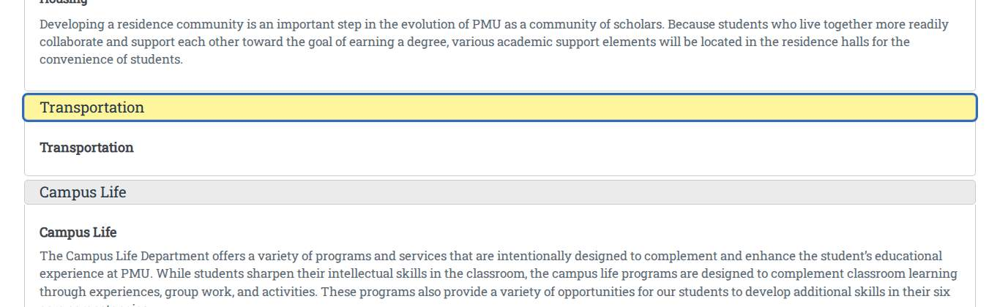 Housing
Developing a residence community is an important step in the evolution of PMU as a community of scholars. Because students who live together more readily
collaborate and support each other toward the goal of earning a degree, various academic support elements will be located in the residence halls for the
convenience of students.
Transportation
Transportation
Campus Life
Campus Life
The Campus Life Department offers a variety of programs and services that are intentionally designed to complement and enhance the student's educational
experience at PMU. While students sharpen their intellectual skills in the classroom, the campus life programs are designed to complement classroom learning
through experiences, group work, and activities. These programs also provide a variety of opportunities for our students to develop additional skills in their six